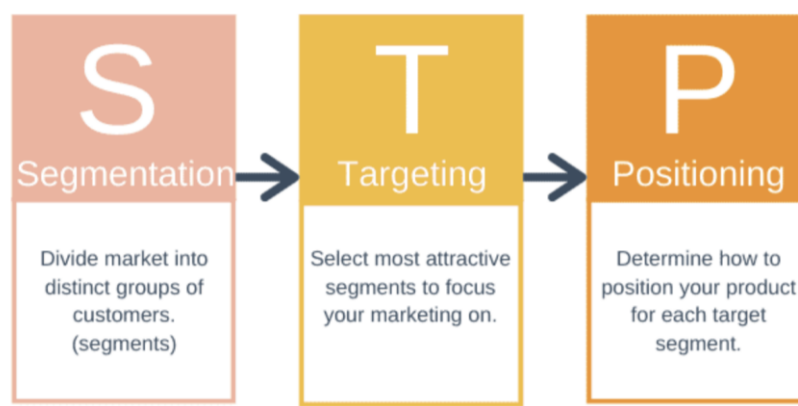 S
Segmentation
Divide market into
distinct groups of
customers.
(segments)
T
Targeting
Select most attractive
segments to focus
your marketing on.
P
Positioning
Determine how to
position your product
for each target
segment.